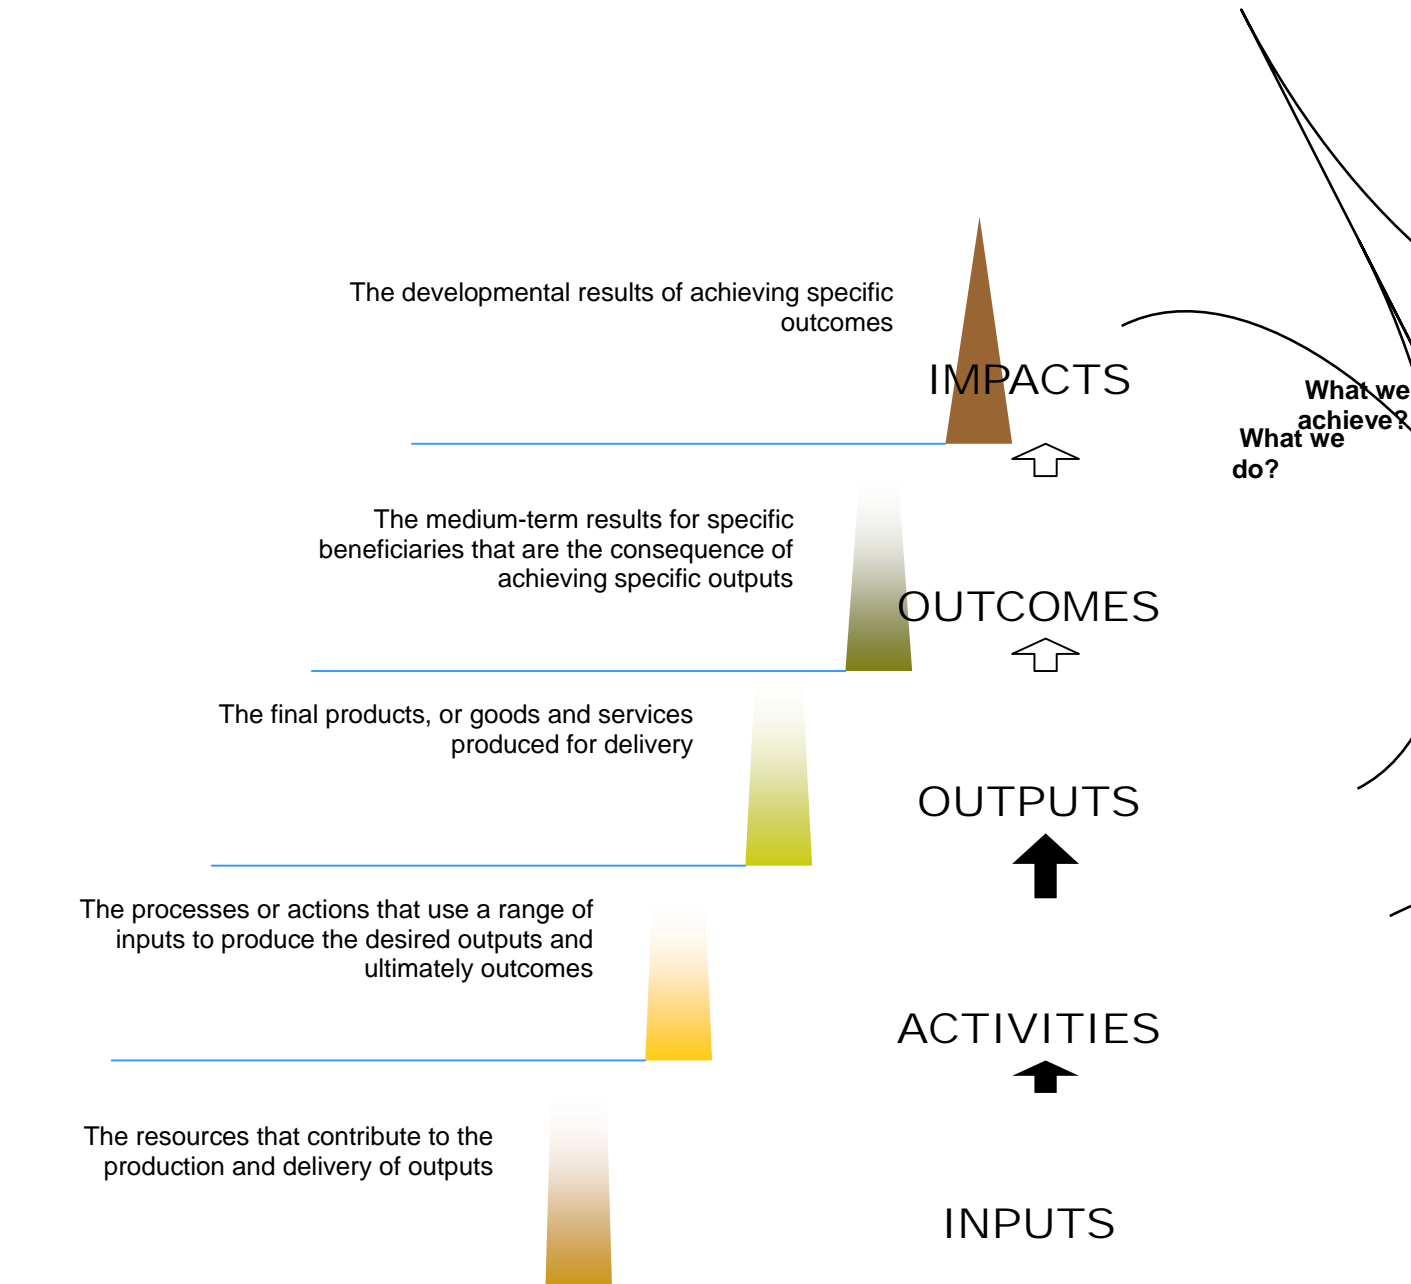 The developmental results of achieving specific
outcomes
IMPACTS
What we
achieve?
What we
do?
The medium-term results for specific
beneficiaries that are the consequence of
achieving specific outputs
OUTCOMES
The final products, or goods and services
produced for delivery
OUTPUTS
The processes or actions that use a range of
inputs to produce the desired outputs and
ultimately outcomes
ACTIVITIES
The resources that contribute to the
production and delivery of outputs
INPUTS